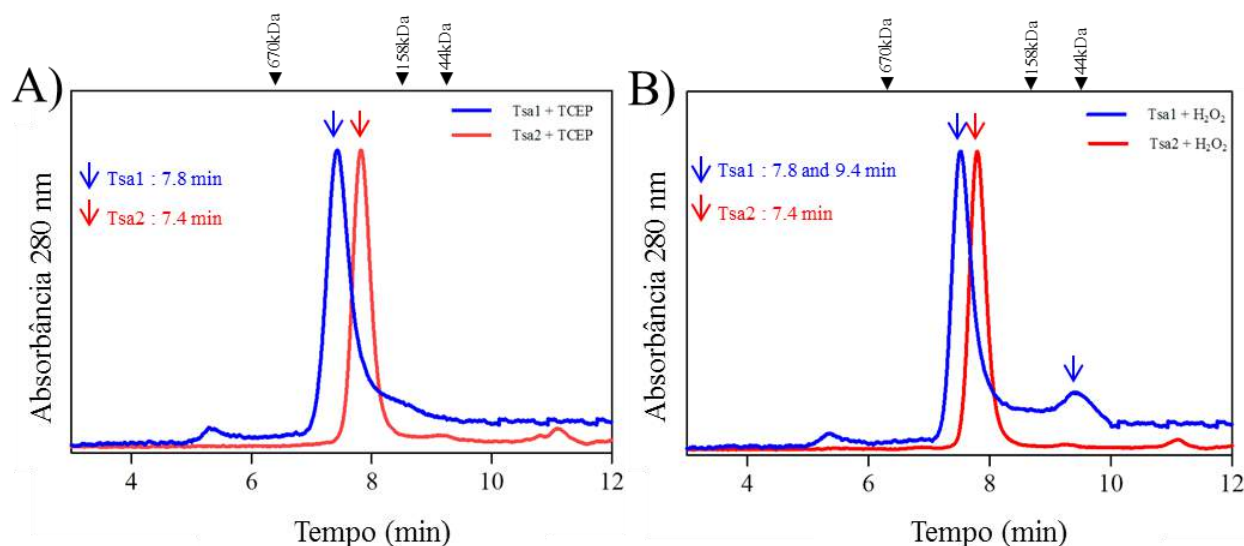 670kDa
158kDa
44kDa
A)
Tsa1 + TCEP
Tsa2 + TCEP
Tsa1 : 7.8 min
Tsa2 : 7.4 min
Absorbância 280 nm
4 6 8 10 12
Tempo (min)
670kDa
158kDa
44kDa
B)
Tsa1 + H₂O₂
Tsa2 + H₂O₂
Tsa1 : 7.8 and 9.4 min
Tsa2 : 7.4 min
Absorbância 280 nm
4 6 8 10 12
Tempo (min)